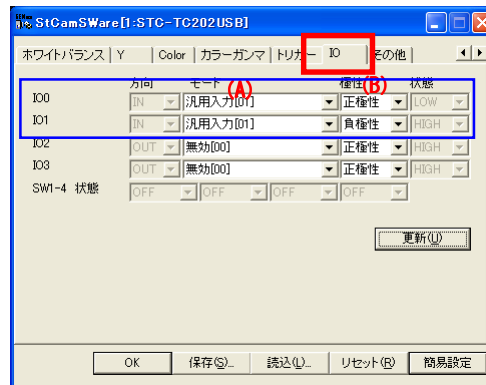 StCamSWare[1:STC-TC202USB]
ホワイトバランス Y Color カラーガンマ トリガー IO その他
方向 モード (A) 極性 (B) 状態
IO0 IN 汎用入力[01] 正極性 LOW
IO1 IN 汎用入力[01] 負極性 HIGH
IO2 OUT 無効[00] 正極性 HIGH
IO3 OUT 無効[00] 正極性 HIGH
SW1-4 状態 OFF OFF OFF OFF
更新(U)
OK 保存(S)... 読込(L)... リセット(R) 簡易設定